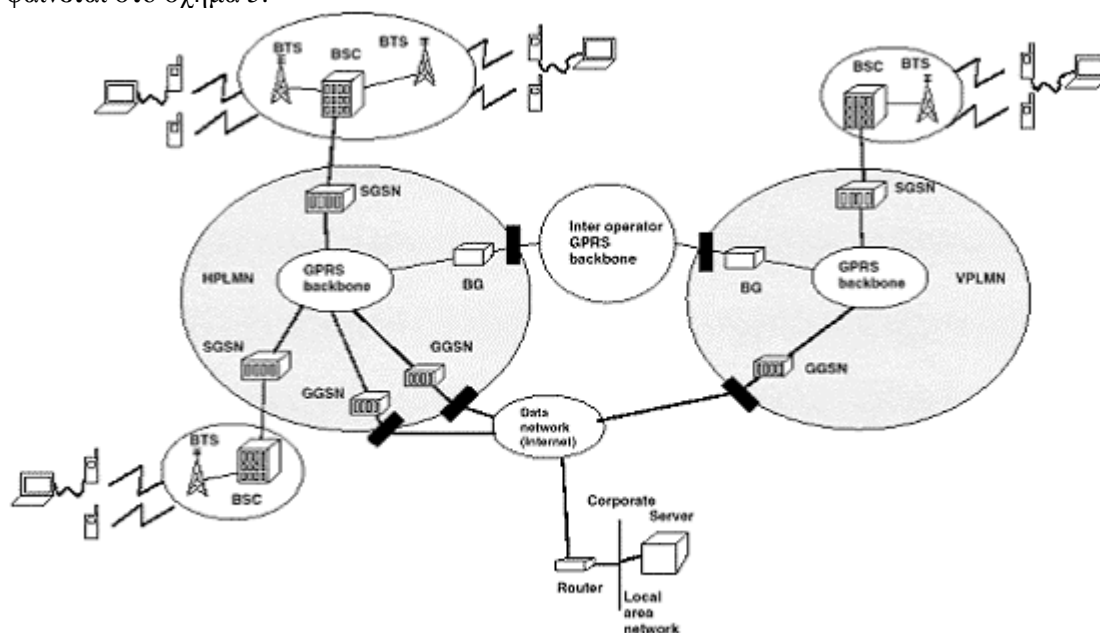 φαίνεται στο σχήμα 3.
BTS
BSC
BTS
BSC
BTS
SGSN
SGSN
Inter operator
GPRS
backbone
HPLMN
GPRS
backbone
BG
BG
GPRS
backbone
VPLMN
SGSN
GGSN
GGSN
GGSN
Data
network
(Internet)
BTS
BSC
Corporate
Server
Router
Local
area
network